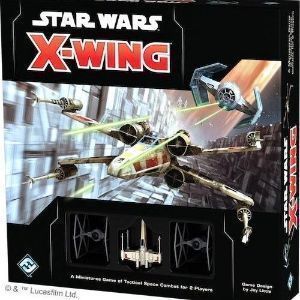 STAR WARS
X-WING
A Miniatures Game of Tactical Space Combat for 2 Players
Game Design
by Jay Little
© & ™ Lucasfilm Ltd.